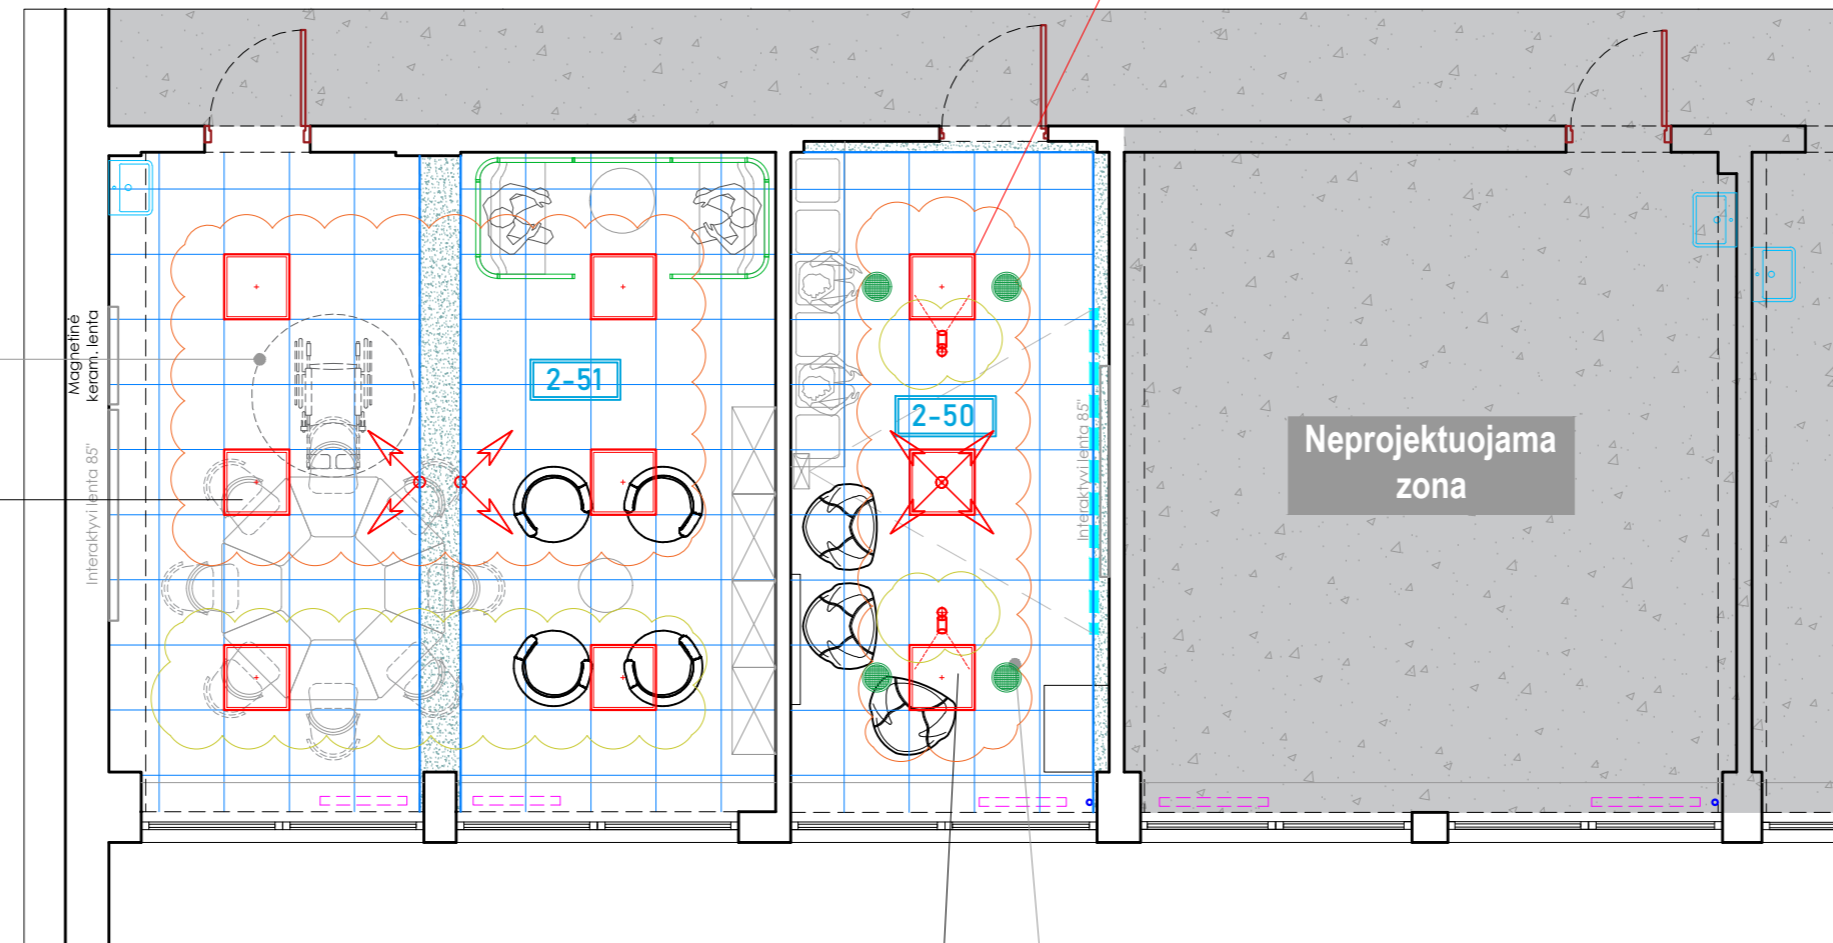 Magnetinė
keram. lenta
Interaktyvi lenta 85"
2-51
2-50
Interaktyvi lenta 85"
Neprojektuojama
zona